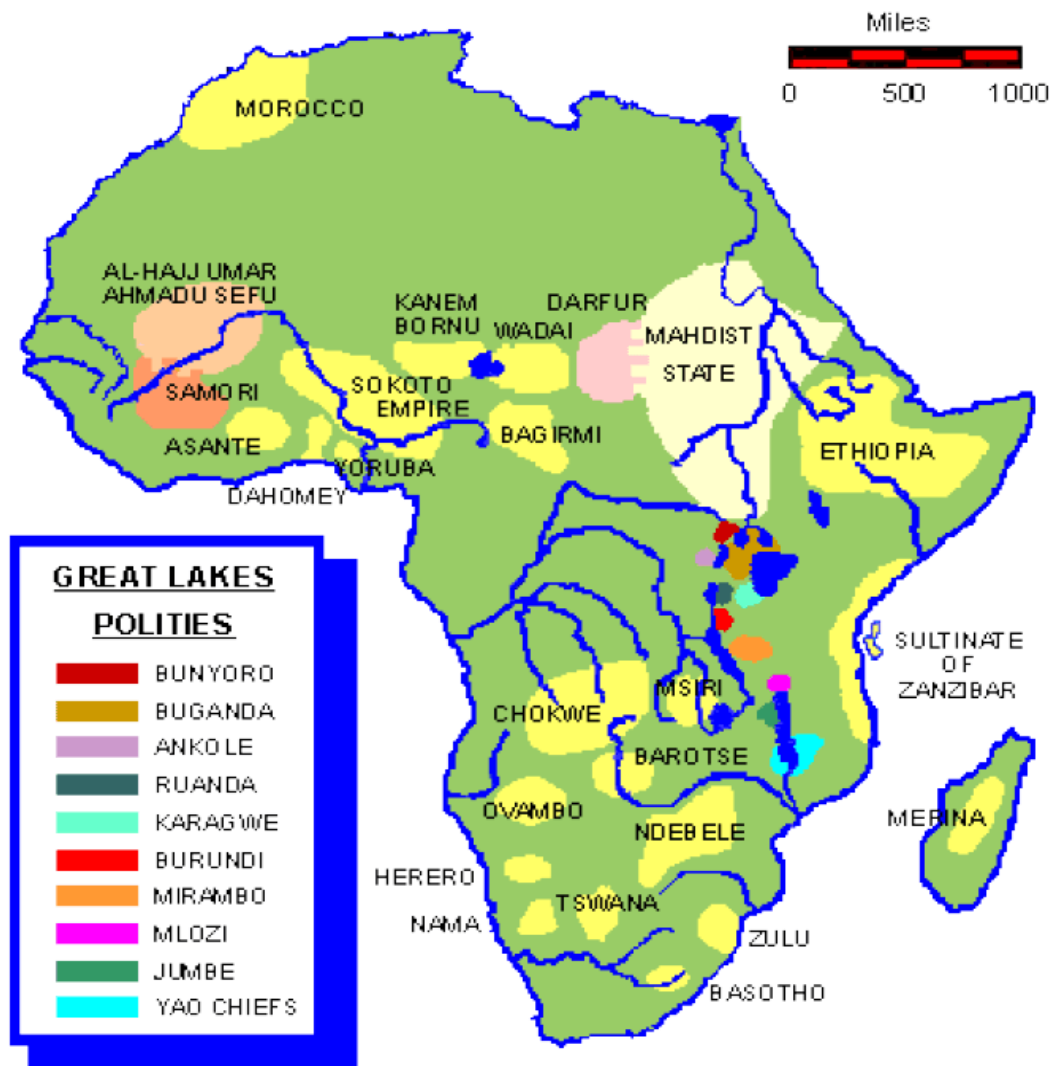 Miles
0 500 1000
MOROCCO
AL-HAJJ UMAR
AHMADU SEFU
KANEM
BORNU
DARFUR
WADAI
MAHDIST
STATE
SAMORI
SOKOTO
EMPIRE
ASANTE
BAGIRMI
ETHIOPIA
YORUBA
DAHOMEY
GREAT LAKES
POLITIES
BUNYORO
BUGANDA
ANKOLE
RUANDA
KARAGWE
BURUNDI
MIRAMBO
MLOZI
JUMBE
YAO CHIEFS
SULTINATE
OF
ZANZIBAR
MSIRI
CHOKWE
BAROTSE
OVAMBO
NDEBELE
MERINA
HERERO
TSWANA
NAMA
ZULU
BASOTHO